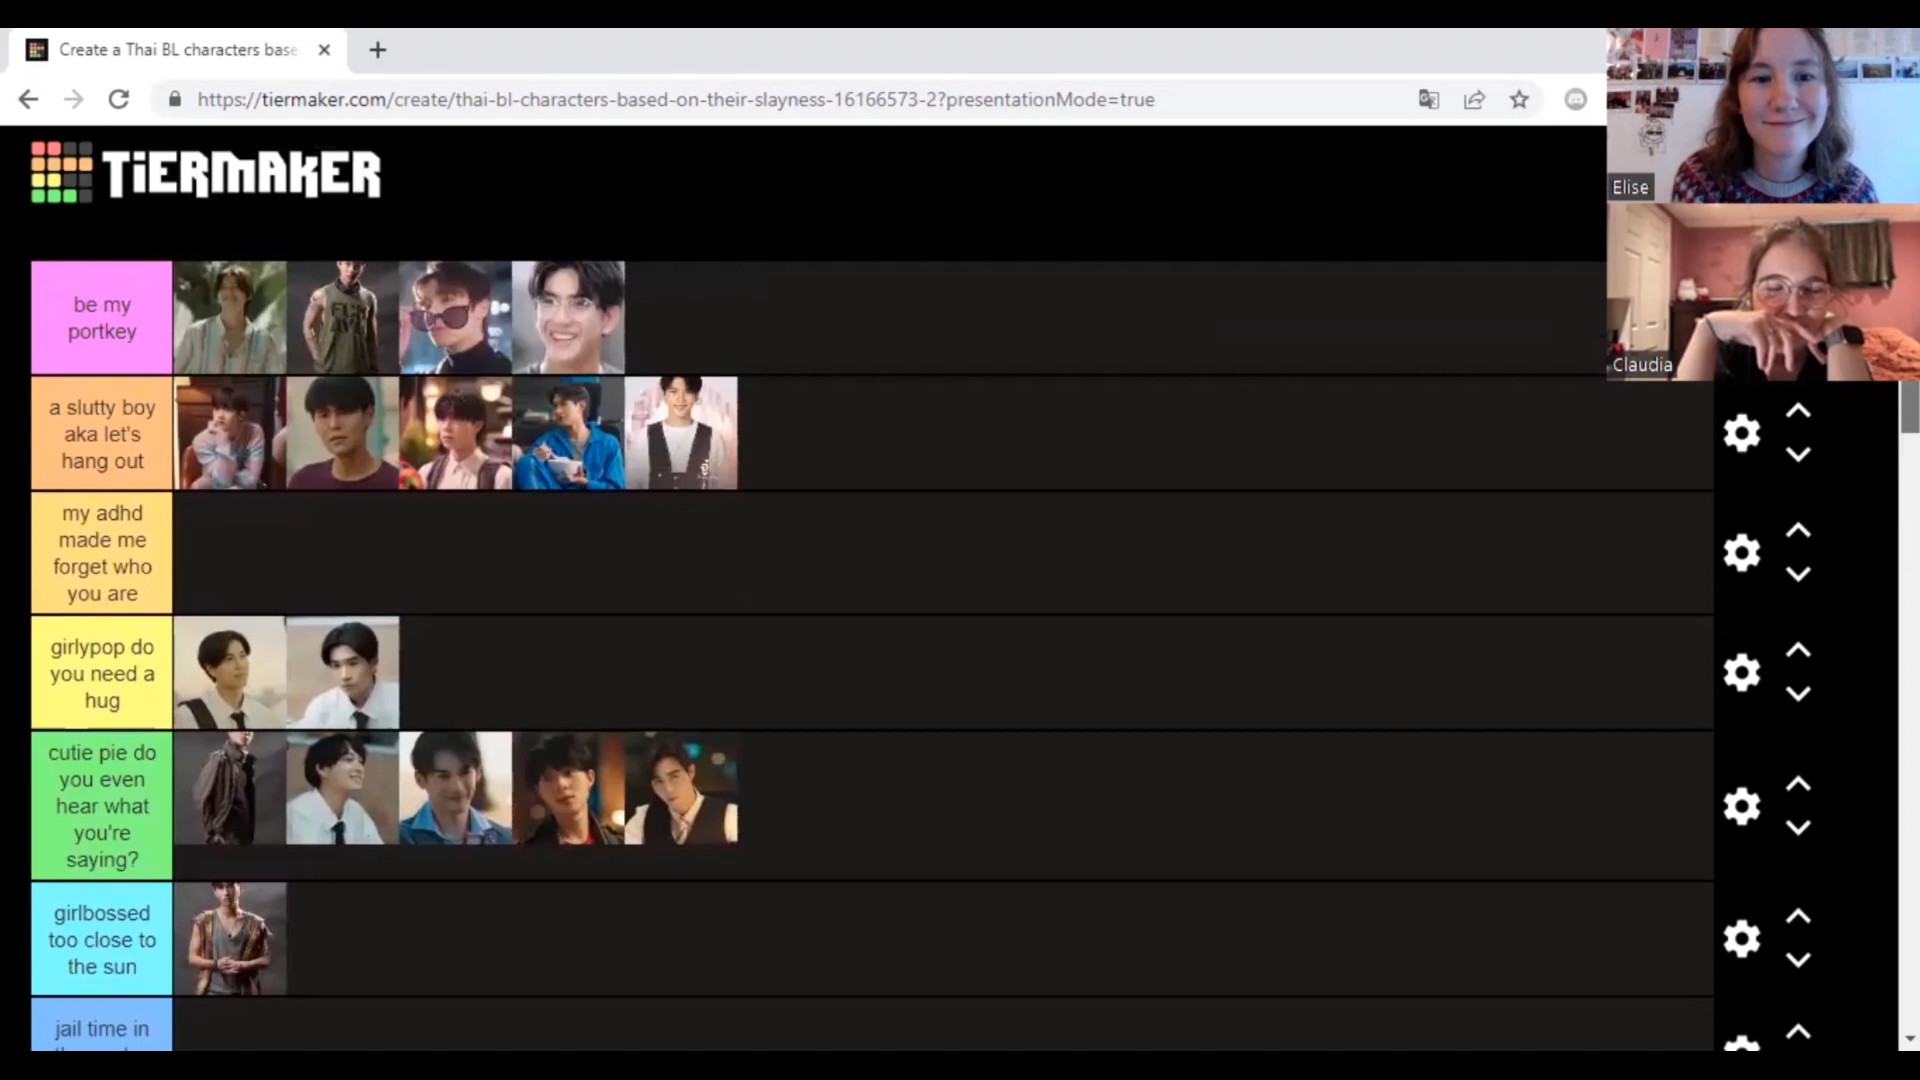 Create a Thai BL characters base
https://tiermaker.com/create/thai-bl-characters-based-on-their-slayness-16166573-2?presentationMode=true
TiERMAKER
Elise
Claudia
be my
portkey
a slutty boy
aka let's
hang out
my adhd
made me
forget who
you are
girlypop do
you need a
hug
cutie pie do
you even
hear what
you're
saying?
girlbossed
too close to
the sun
jail time in